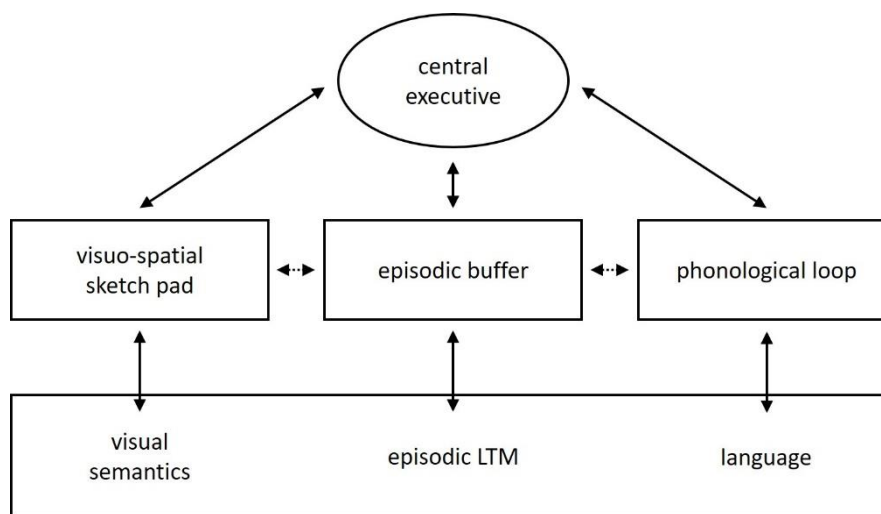 central
executive
visuo-spatial
sketch pad
episodic buffer
phonological loop
visual
semantics
episodic LTM
language